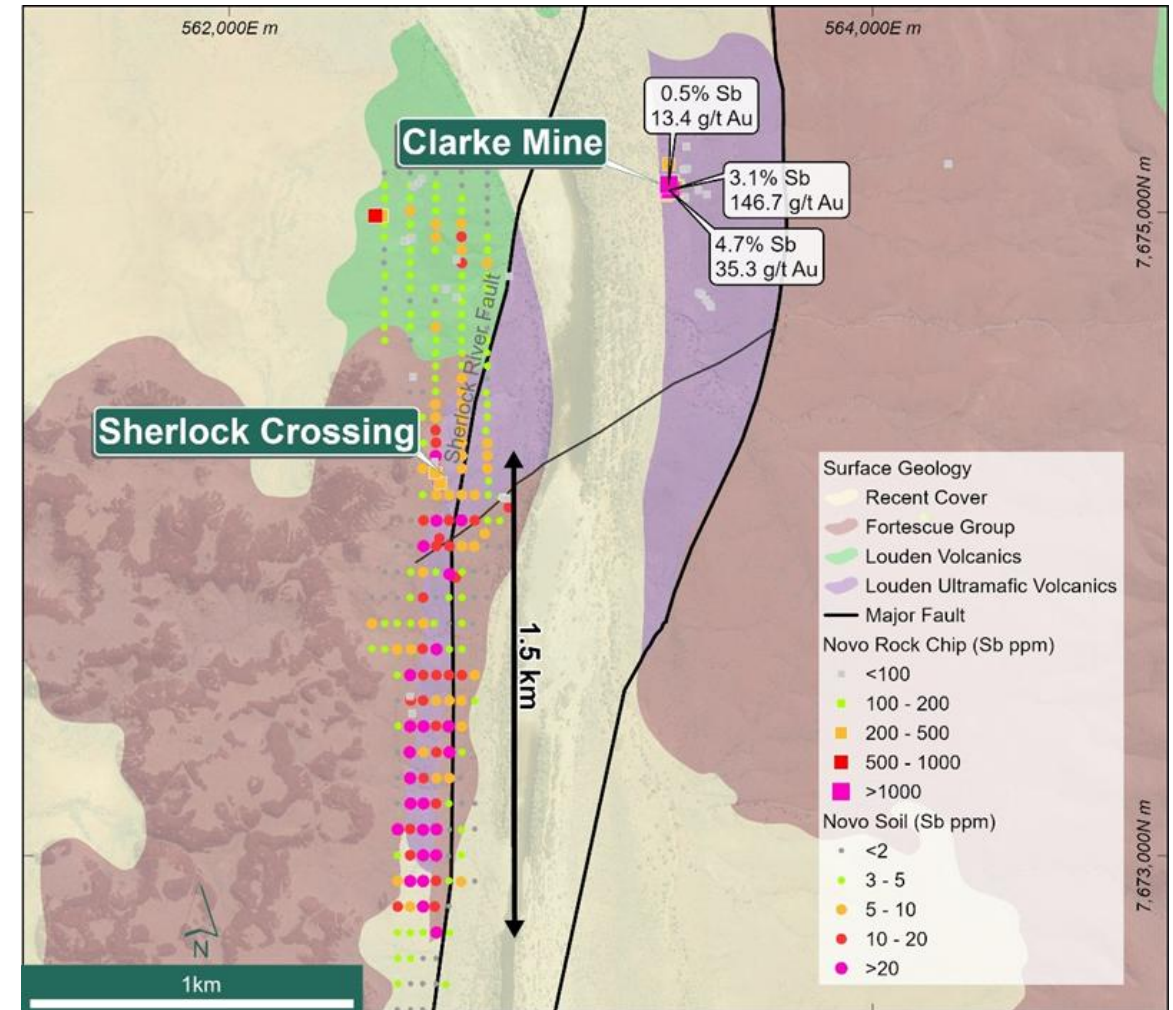 562,000E m
564,000E m
0.5% Sb
13.4 g/t Au
Clarke Mine
3.1% Sb
146.7 g/t Au
4.7% Sb
35.3 g/t Au
7,675,000N m
Sherlock River Fault
Sherlock Crossing
1.5 km
Surface Geology
Recent Cover
Fortescue Group
Louden Volcanics
Louden Ultramafic Volcanics
Major Fault
Novo Rock Chip (Sb ppm)
<100
100 - 200
200 - 500
500 - 1000
>1000
Novo Soil (Sb ppm)
<2
3 - 5
5 - 10
10 - 20
>20
7,673,000N m
N
1km